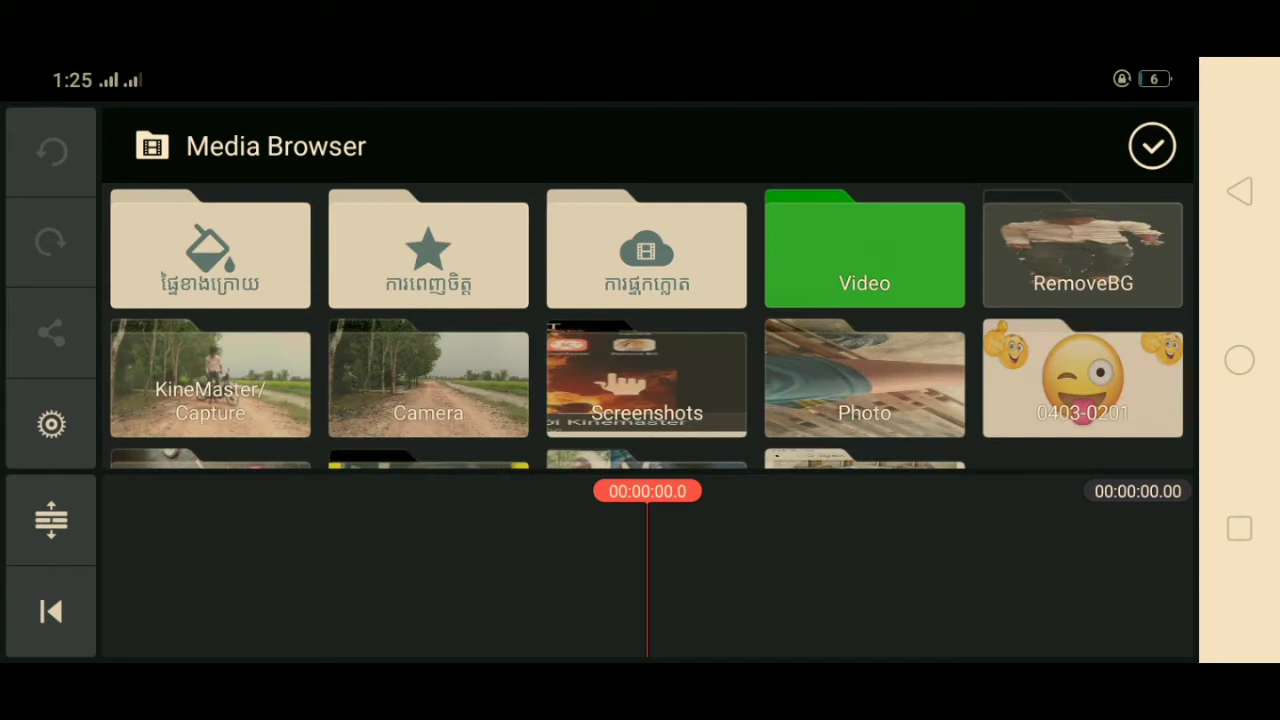 1:25
6
Media Browser
ផ្ទៃខាងក្រោយ
ការពេញចិត្ត
ការផ្ទុកក្លោត
Video
RemoveBG
KineMaster/
Capture
Camera
Screenshots
Photo
0403-0201
00:00:00.0
00:00:00.00